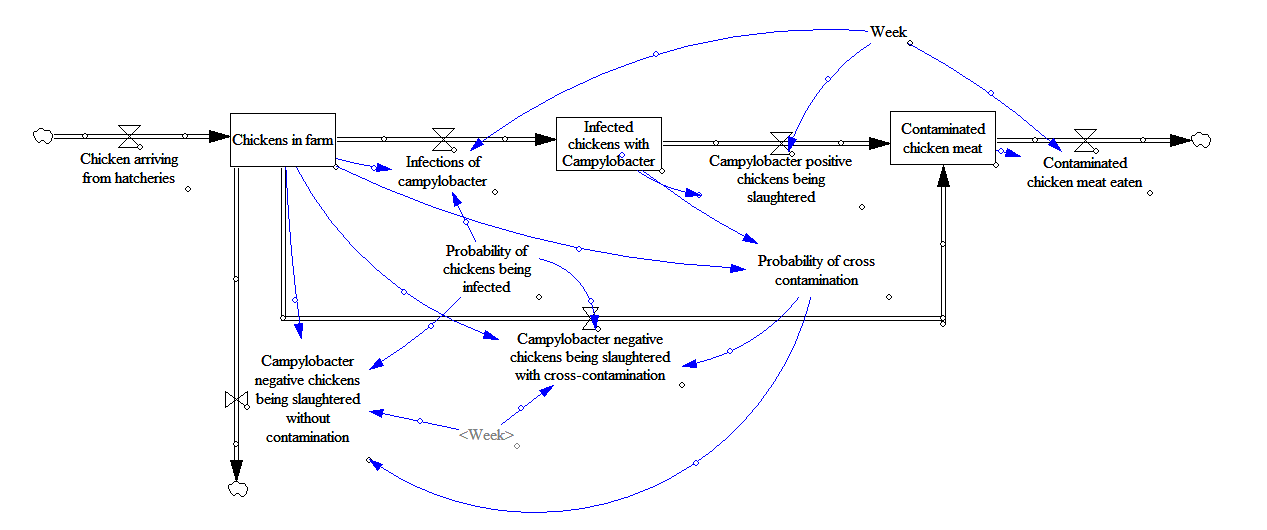 Week
Chickens in farm
Infected
chickens with
Campylobacter
Contaminated
chicken meat
Chicken arriving
from hatcheries
Infections of
campylobacter
Campylobacter positive
chickens being
slaughtered
Contaminated
chicken meat eaten
Probability of
chickens being
infected
Probability of cross
contamination
Campylobacter negative
chickens being slaughtered
with cross-contamination
Campylobacter
negative chickens
being slaughtered
without
contamination
<Week>